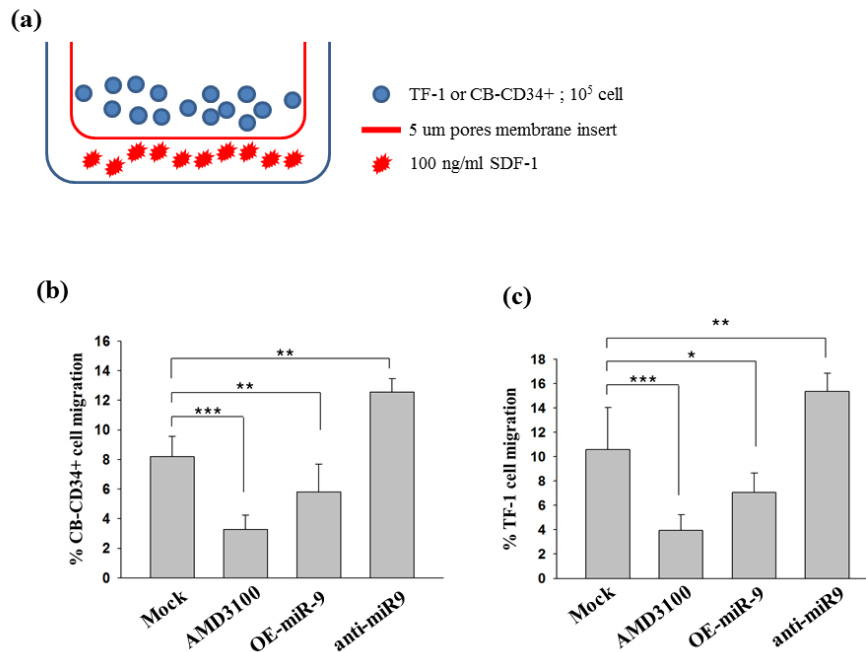 (a)
TF-1 or CB-CD34+ ; 10⁵ cell
5 um pores membrane insert
100 ng/ml SDF-1
(b)
% CB-CD34+ cell migration
16
14
12
10
8
6
4
2
0
**
**
***
Mock
AMD3100
OE-miR-9
anti-miR9
(c)
% TF-1 cell migration
18
16
14
12
10
8
6
4
2
0
**
*
***
Mock
AMD3100
OE-miR-9
anti-miR9